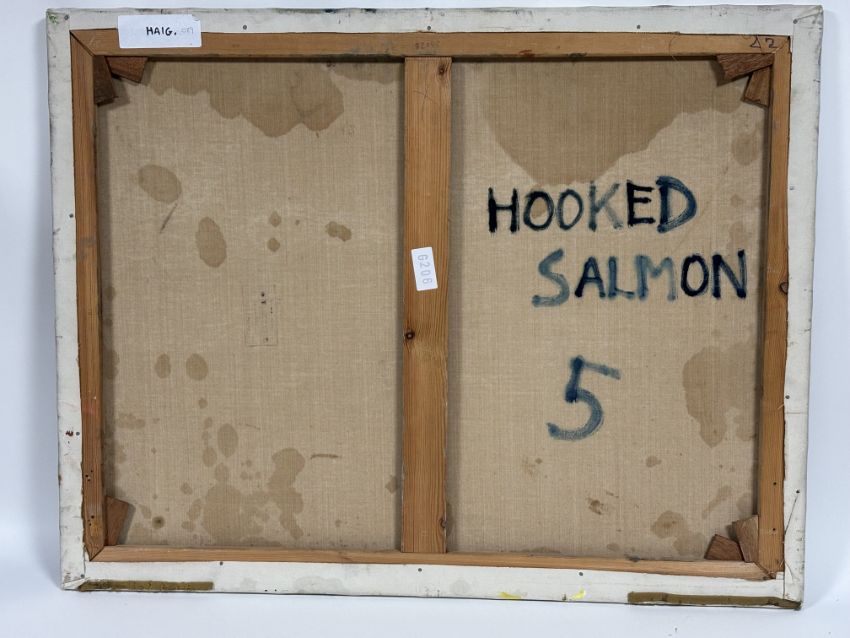 HAIG.
6206
HOOKED
SALMON
5